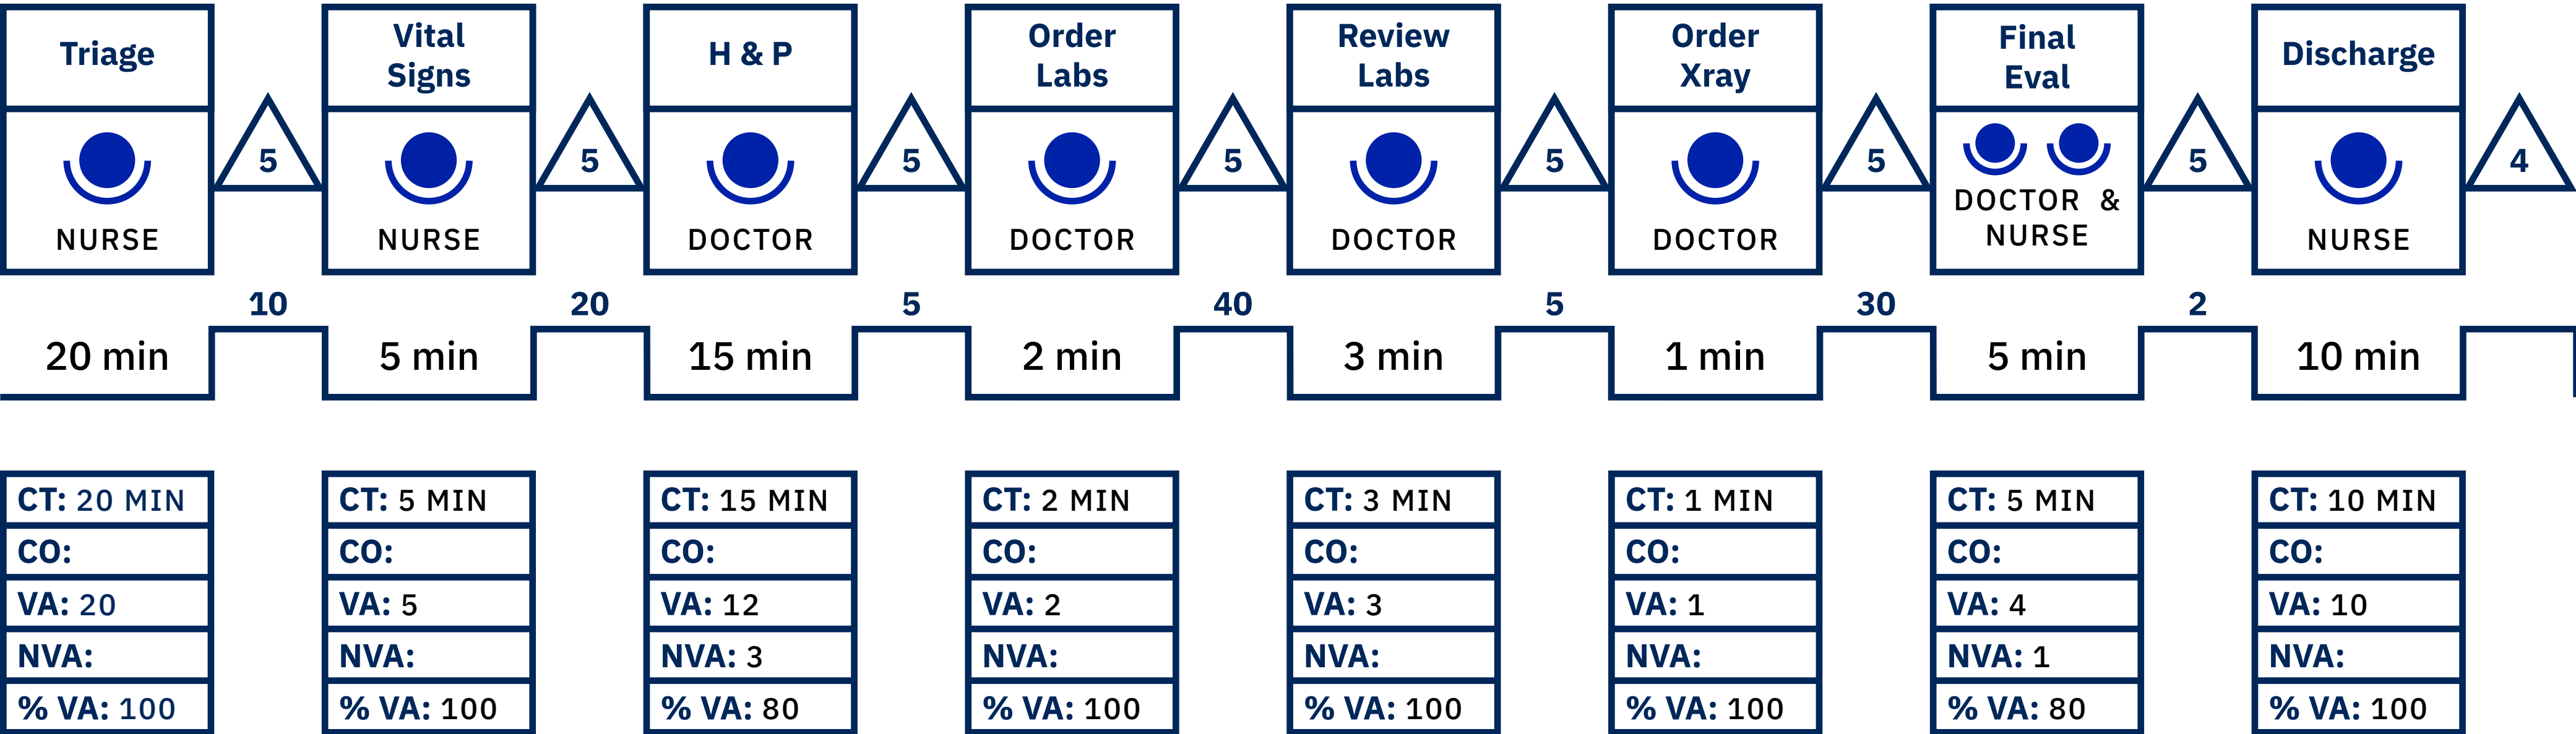 Triage
Vital
Signs
H & P
Order
Labs
Review
Labs
Order
Xray
Final
Eval
Discharge
5
5
5
5
5
5
5
4
NURSE
NURSE
DOCTOR
DOCTOR
DOCTOR
DOCTOR
DOCTOR &
NURSE
NURSE
10
20
5
40
5
30
2
20 min
5 min
15 min
2 min
3 min
1 min
5 min
10 min
CT: 20 MIN
CO:
VA: 20
NVA:
% VA: 100
CT: 5 MIN
CO:
VA: 5
NVA:
% VA: 100
CT: 15 MIN
CO:
VA: 12
NVA: 3
% VA: 80
CT: 2 MIN
CO:
VA: 2
NVA:
% VA: 100
CT: 3 MIN
CO:
VA: 3
NVA:
% VA: 100
CT: 1 MIN
CO:
VA: 1
NVA:
% VA: 100
CT: 5 MIN
CO:
VA: 4
NVA: 1
% VA: 80
CT: 10 MIN
CO:
VA: 10
NVA:
% VA: 100